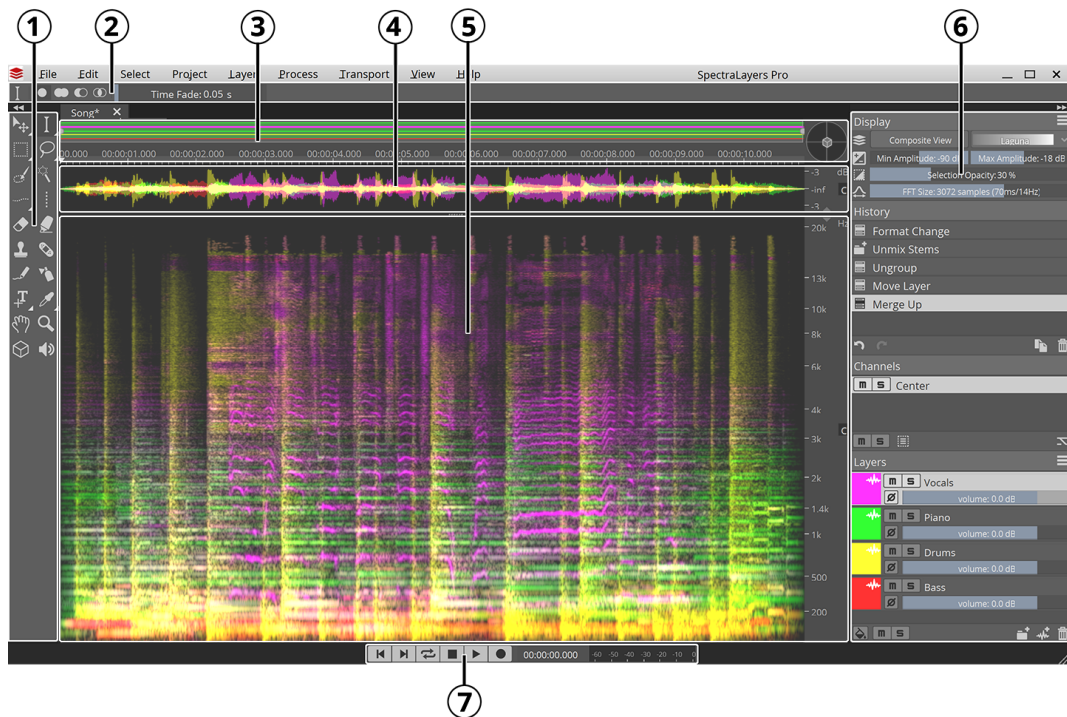 1 2 3 4 5 6
File Edit Select Project Layer Process Transport View Help SpectraLayers Pro
Time Fade: 0.05 s
Song*
00:00:01.000 00:00:02.000 00:00:03.000 00:00:04.000 00:00:05.000 00:00:06.000 00:00:07.000 00:00:08.000 00:00:09.000 00:00:10.000
-3 dB
-inf C
-3
20k Hz
13k
10k
8k
6k
4k
C
3k
2k
1.4k
1k
500
200
Display
Composite View Laguna
Min Amplitude: -90 dB Max Amplitude: -18 dB
Selection Opacity: 30 %
FFT Size: 3072 samples (70ms/14Hz)
History
Format Change
Unmix Stems
Ungroup
Move Layer
Merge Up
Channels
m s Center
m s
Layers
m s Vocals
volume: 0.0 dB
m s Piano
volume: 0.0 dB
m s Drums
volume: 0.0 dB
m s Bass
volume: 0.0 dB
m s
00:00:00.000 -60 -50 -40 -30 -20 -10 0
7